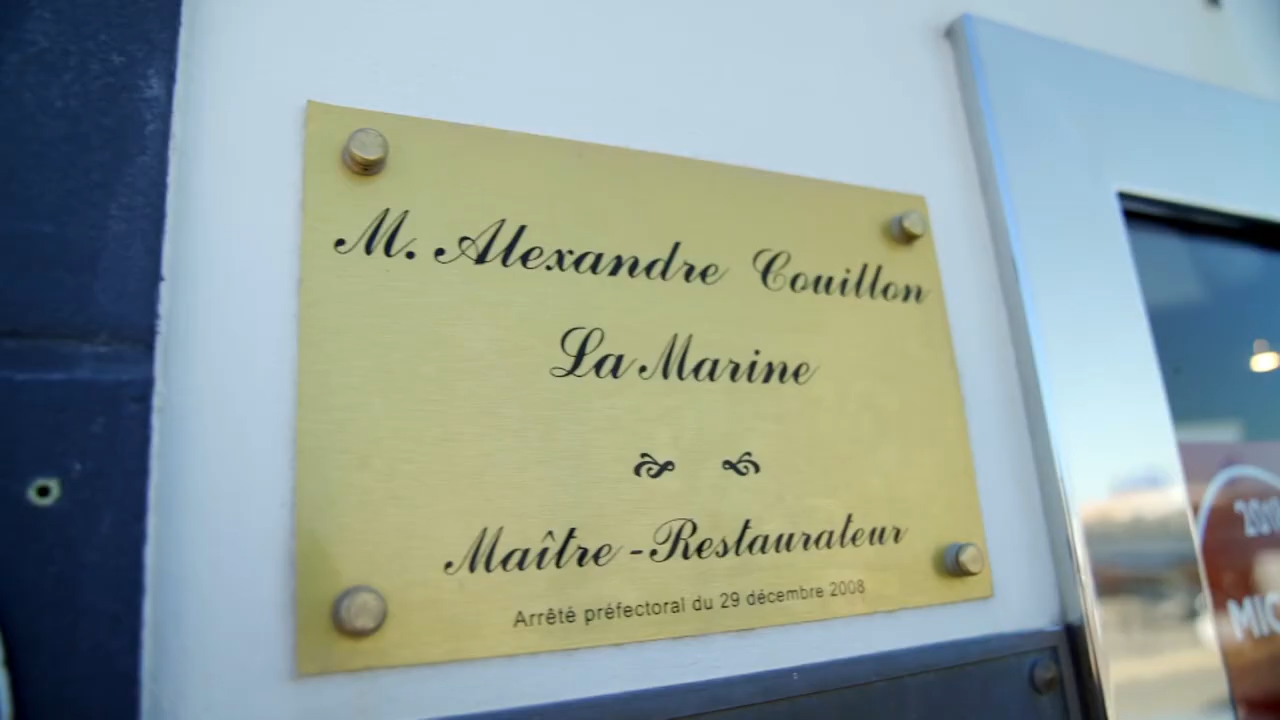 M. Alexandre Couillon
La Marine
Maître-Restaurateur
Arrêté préfectoral du 29 décembre 2008